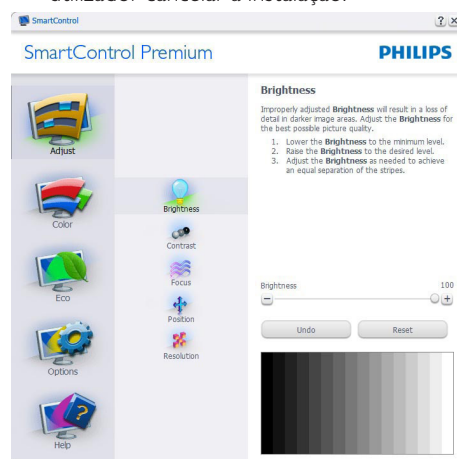 utilizador cancelar a instalação.
SmartControl
SmartControl Premium
PHILIPS
Adjust
Color
Eco
Options
Help
Brightness
Contrast
Focus
Position
Resolution
Brightness
Improperly adjusted Brightness will result in a loss of
detail in darker image areas. Adjust the Brightness for
the best possible picture quality.
1. Lower the Brightness to the minimum level.
2. Raise the Brightness to the desired level.
3. Adjust the Brightness as needed to achieve
an equal separation of the stripes.
Brightness 100
Undo Reset